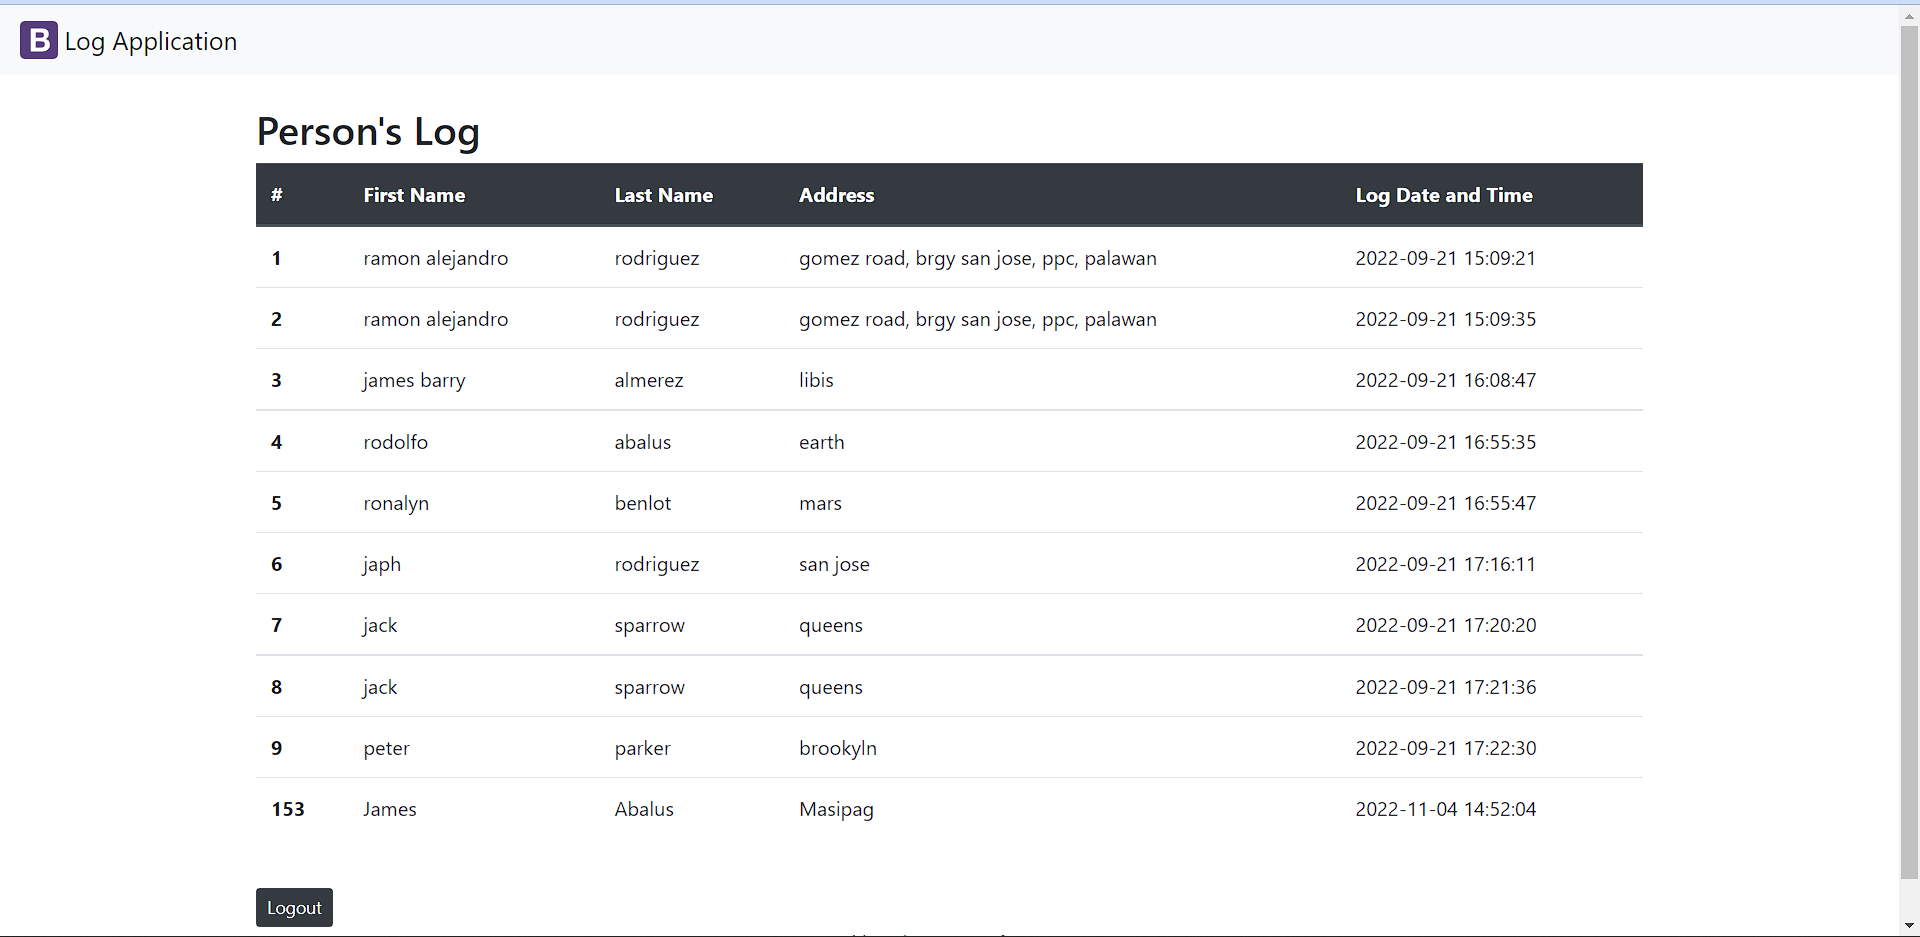 B Log Application
Person's Log
# First Name Last Name Address Log Date and Time
1 ramon alejandro rodriguez gomez road, brgy san jose, ppc, palawan 2022-09-21 15:09:21
2 ramon alejandro rodriguez gomez road, brgy san jose, ppc, palawan 2022-09-21 15:09:35
3 james barry almerez libis 2022-09-21 16:08:47
4 rodolfo abalus earth 2022-09-21 16:55:35
5 ronalyn benlot mars 2022-09-21 16:55:47
6 japh rodriguez san jose 2022-09-21 17:16:11
7 jack sparrow queens 2022-09-21 17:20:20
8 jack sparrow queens 2022-09-21 17:21:36
9 peter parker brookyln 2022-09-21 17:22:30
153 James Abalus Masipag 2022-11-04 14:52:04
Logout